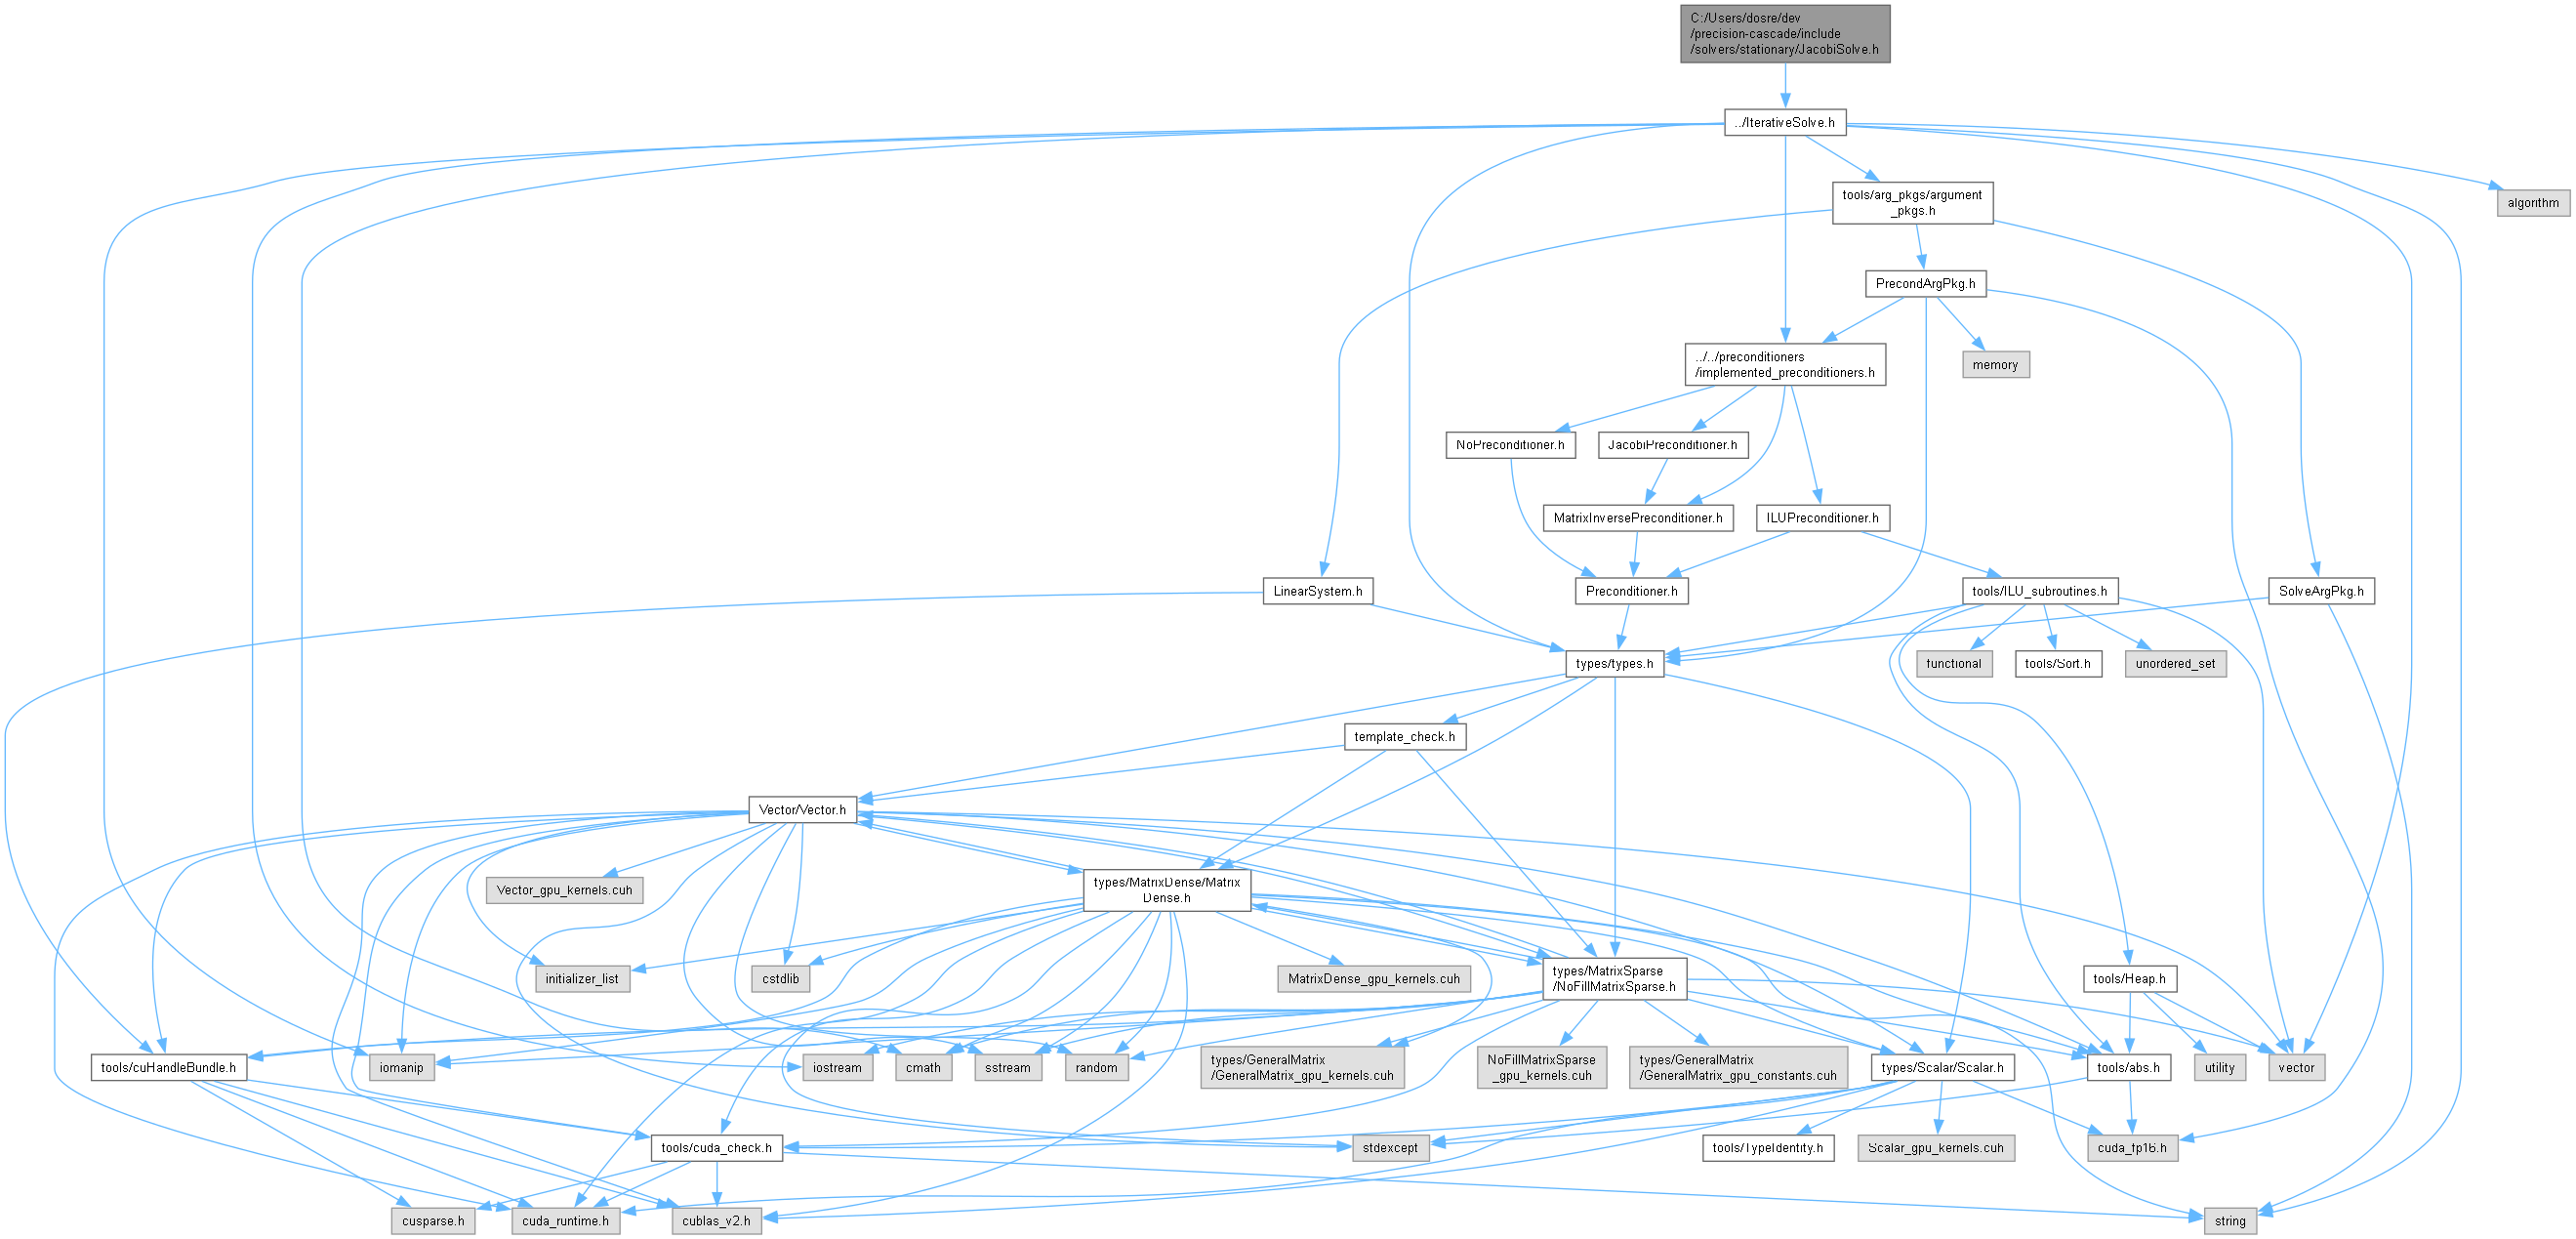 C:/Users/dosre/dev
/precision-cascade/include
/solvers/stationary/JacobiSolve.h
../IterativeSolve.h
tools/arg_pkgs/argument
_pkgs.h
algorithm
PrecondArgPkg.h
../../preconditioners
/implemented_preconditioners.h
memory
NoPreconditioner.h
JacobiPreconditioner.h
MatrixInversePreconditioner.h
ILUPreconditioner.h
LinearSystem.h
Preconditioner.h
tools/ILU_subroutines.h
SolveArgPkg.h
types/types.h
functional
tools/Sort.h
unordered_set
template_check.h
Vector/Vector.h
Vector_gpu_kernels.cuh
types/MatrixDense/Matrix
Dense.h
initializer_list
cstdlib
MatrixDense_gpu_kernels.cuh
types/MatrixSparse
/NoFillMatrixSparse.h
tools/Heap.h
tools/cuHandleBundle.h
iomanip
iostream
cmath
sstream
random
types/GeneralMatrix
/GeneralMatrix_gpu_kernels.cuh
NoFillMatrixSparse
_gpu_kernels.cuh
types/GeneralMatrix
/GeneralMatrix_gpu_constants.cuh
types/Scalar/Scalar.h
tools/abs.h
utility
vector
tools/cuda_check.h
stdexcept
tools/TypeIdentity.h
Scalar_gpu_kernels.cuh
cuda_fp16.h
cusparse.h
cuda_runtime.h
cublas_v2.h
string